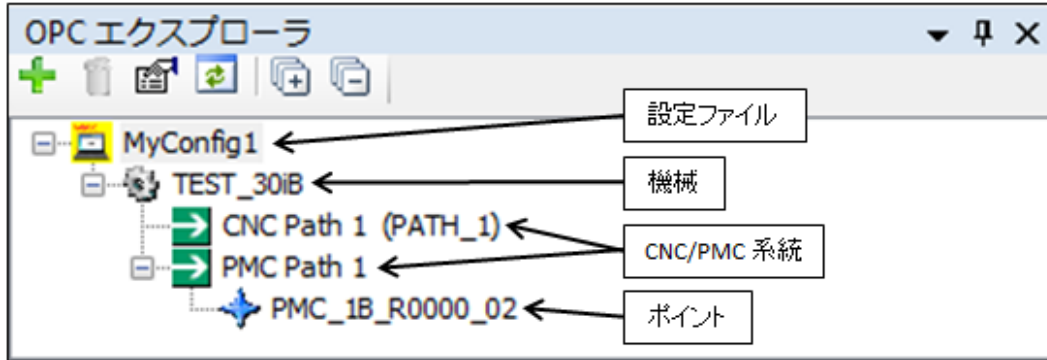 OPC エクスプローラ
MyConfig1
設定ファイル
TEST_30iB
機械
CNC Path 1 (PATH_1)
CNC/PMC 系統
PMC Path 1
PMC_1B_R0000_02
ポイント